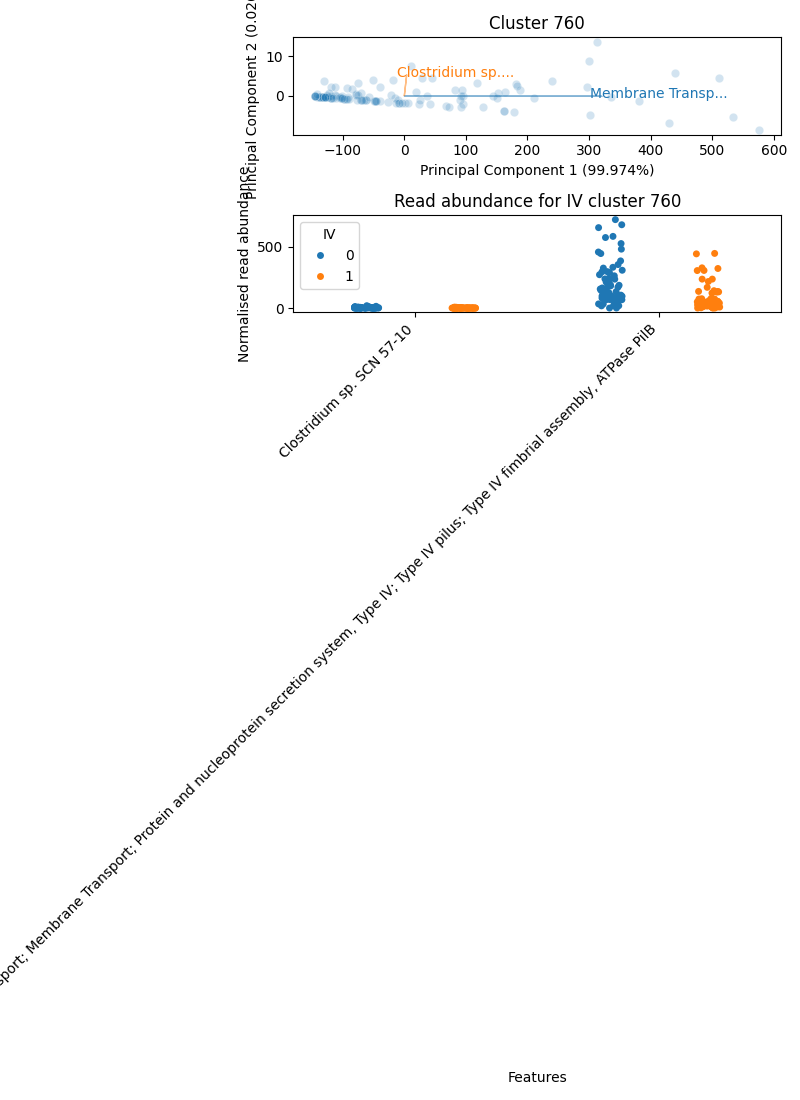 Cluster 760
Principal Component 2 (0.026
10
0
Clostridium sp....
Membrane Transp...
−100 0 100 200 300 400 500 600
Principal Component 1 (99.974%)
Read abundance for IV cluster 760
Normalised read abundance
500
0
IV
0
1
Clostridium sp. SCN 57-10
sport; Membrane Transport; Protein and nucleoprotein secretion system, Type IV; Type IV pilus; Type IV fimbrial assembly, ATPase PilB
Features